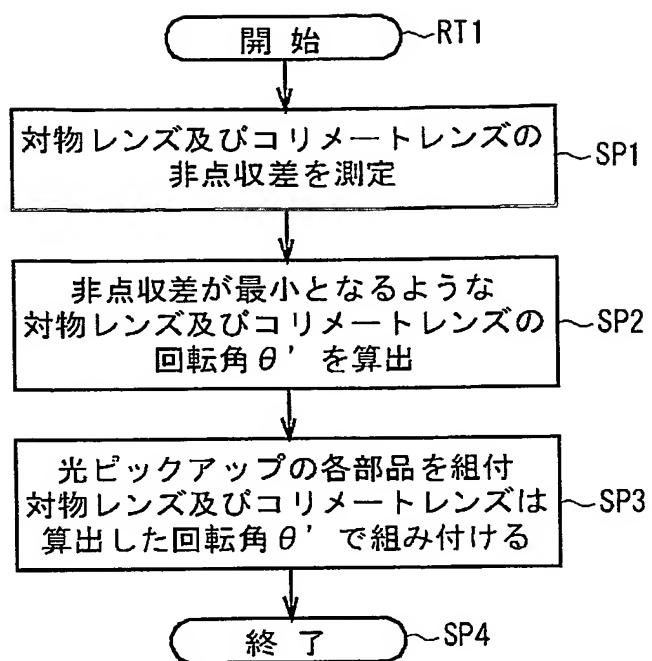 開始
RT1
対物レンズ及びコリメートレンズの
非点収差を測定
SP1
非点収差が最小となるような
対物レンズ及びコリメートレンズの
回転角θ'を算出
SP2
光ピックアップの各部品を組付
対物レンズ及びコリメートレンズは
算出した回転角θ'で組み付ける
SP3
終了
SP4